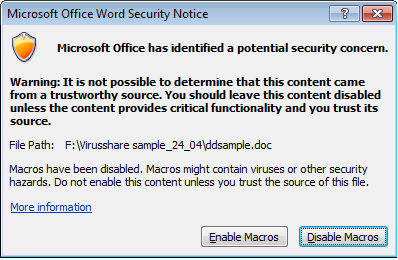 Microsoft Office Word Security Notice
Microsoft Office has identified a potential security concern.
Warning: It is not possible to determine that this content came
from a trustworthy source. You should leave this content disabled
unless the content provides critical functionality and you trust its
source.
File Path: F:\Virusshare sample_24_04\ddsample.doc
Macros have been disabled. Macros might contain viruses or other security
hazards. Do not enable this content unless you trust the source of this file.
More information
Enable Macros Disable Macros